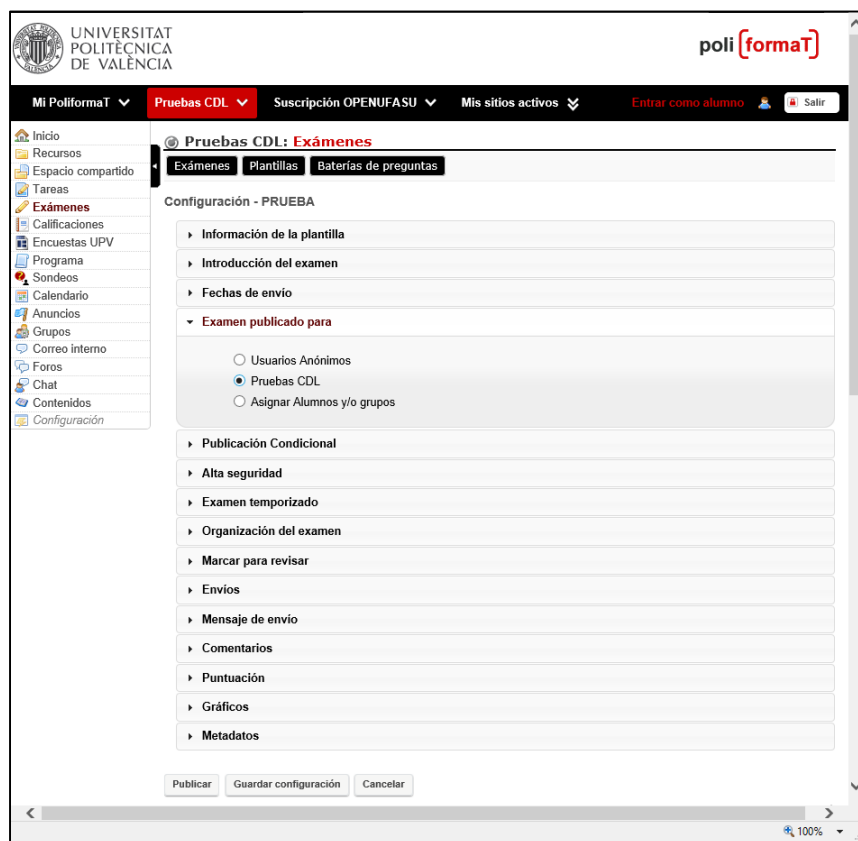 UNIVERSITAT
POLITÈCNICA
DE VALÈNCIA
poli[formaT]
Mi PoliformaT
Pruebas CDL
Suscripción OPENUFASU
Mis sitios activos
Entrar como alumno
Salir
Inicio
Recursos
Espacio compartido
Tareas
Exámenes
Calificaciones
Encuestas UPV
Programa
Sondeos
Calendario
Anuncios
Grupos
Correo interno
Foros
Chat
Contenidos
Configuración
Pruebas CDL: Exámenes
Exámenes
Plantillas
Baterías de preguntas
Configuración - PRUEBA
Información de la plantilla
Introducción del examen
Fechas de envío
Examen publicado para
Usuarios Anónimos
Pruebas CDL
Asignar Alumnos y/o grupos
Publicación Condicional
Alta seguridad
Examen temporizado
Organización del examen
Marcar para revisar
Envíos
Mensaje de envío
Comentarios
Puntuación
Gráficos
Metadatos
Publicar
Guardar configuración
Cancelar
100%